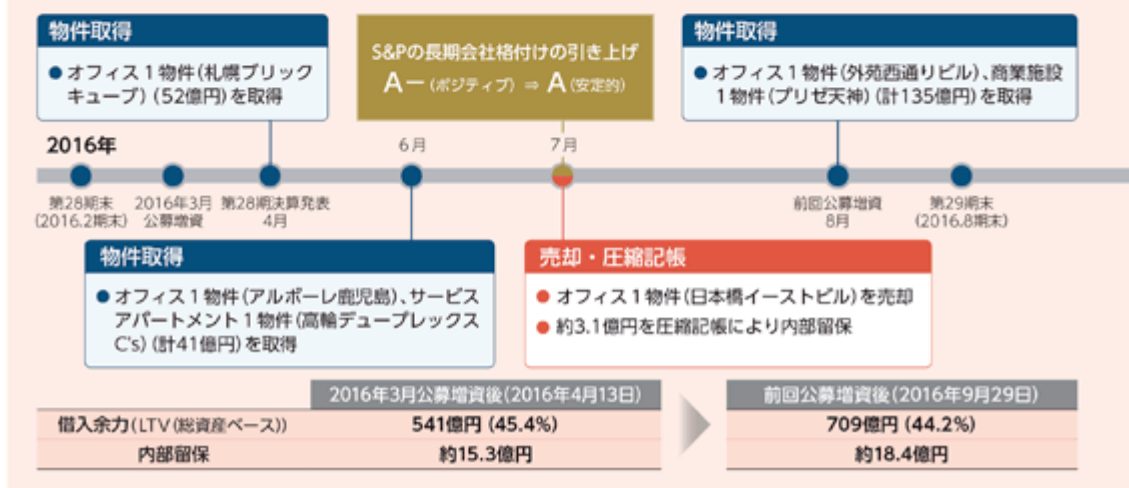 物件取得
● オフィス1物件(札幌ブリック
キューブ) (52億円)を取得
S&Pの長期会社格付けの引き上げ
A－(ポジティブ) ⇒ A(安定的)
物件取得
● オフィス1物件(外苑西通りビル)、商業施設
1物件(プリゼ天神) (計135億円)を取得
2016年
6月
7月
第28期末
(2016.2期末)
2016年3月
公募増資
第28期決算発表
4月
前回公募増資
8月
第29期末
(2016.8期末)
物件取得
● オフィス1物件(アルボーレ鹿児島)、サービス
アパートメント1物件(高輪デュープレックス
C's) (計41億円)を取得
売却・圧縮記帳
● オフィス1物件(日本橋イーストビル)を売却
● 約3.1億円を圧縮記帳により内部留保
2016年3月公募増資後(2016年4月13日)
前回公募増資後(2016年9月29日)
借入余力(LTV(総資産ベース)) 541億円 (45.4%) 709億円 (44.2%)
内部留保 約15.3億円 約18.4億円